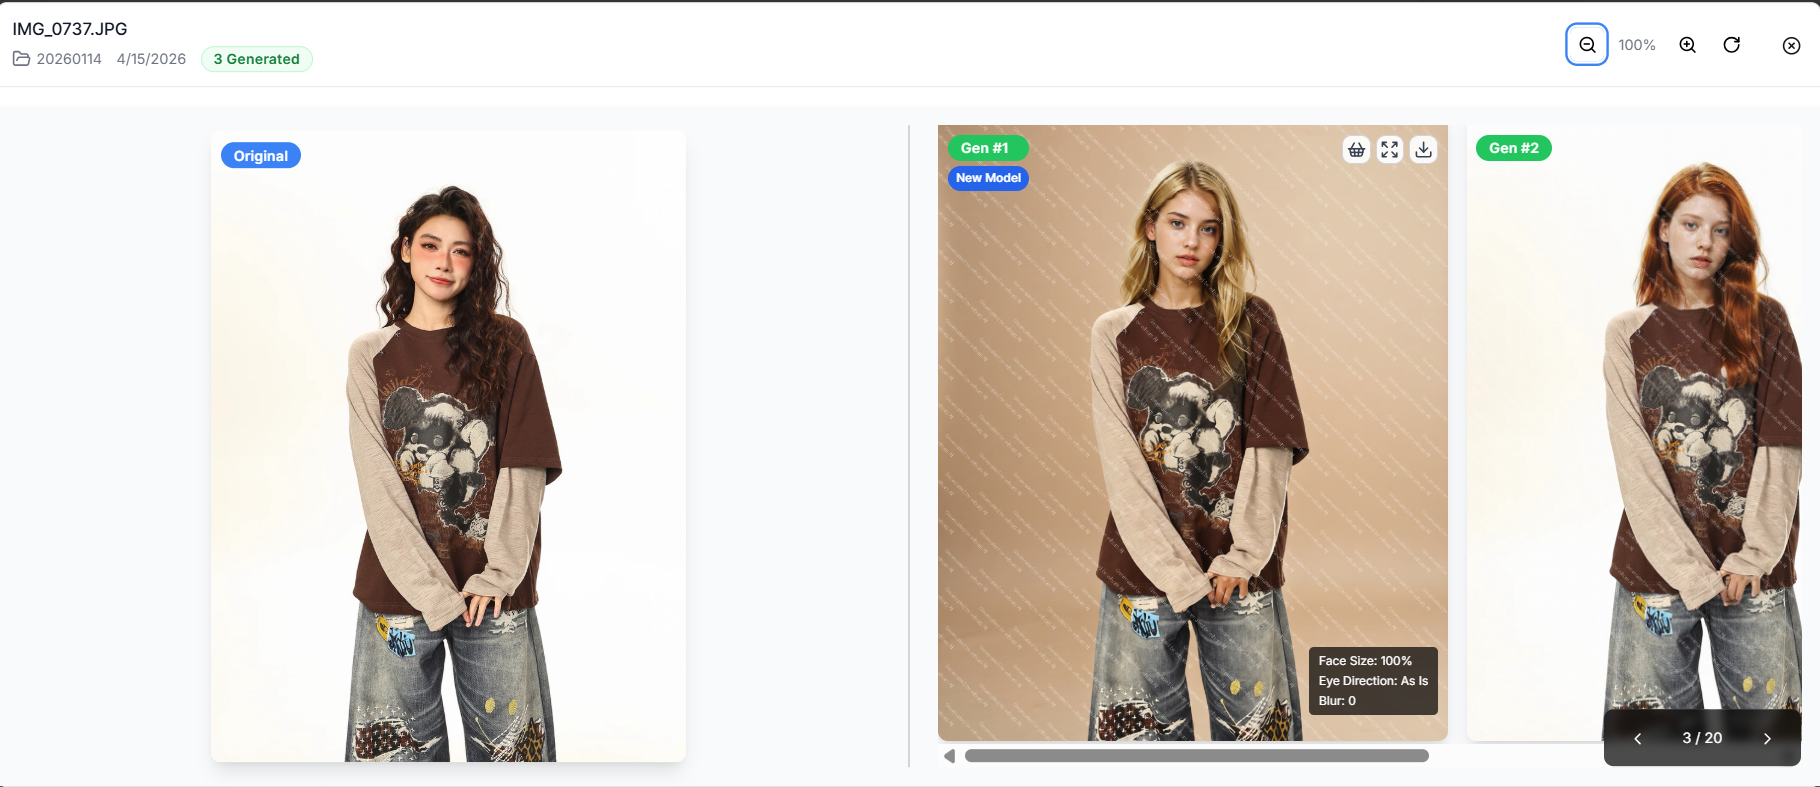 IMG_0737.JPG
20260114 4/15/2026 3 Generated
100%
Original
Gen #1
New Model
Gen #2
Face Size: 100%
Eye Direction: As Is
Blur: 0
3 / 20